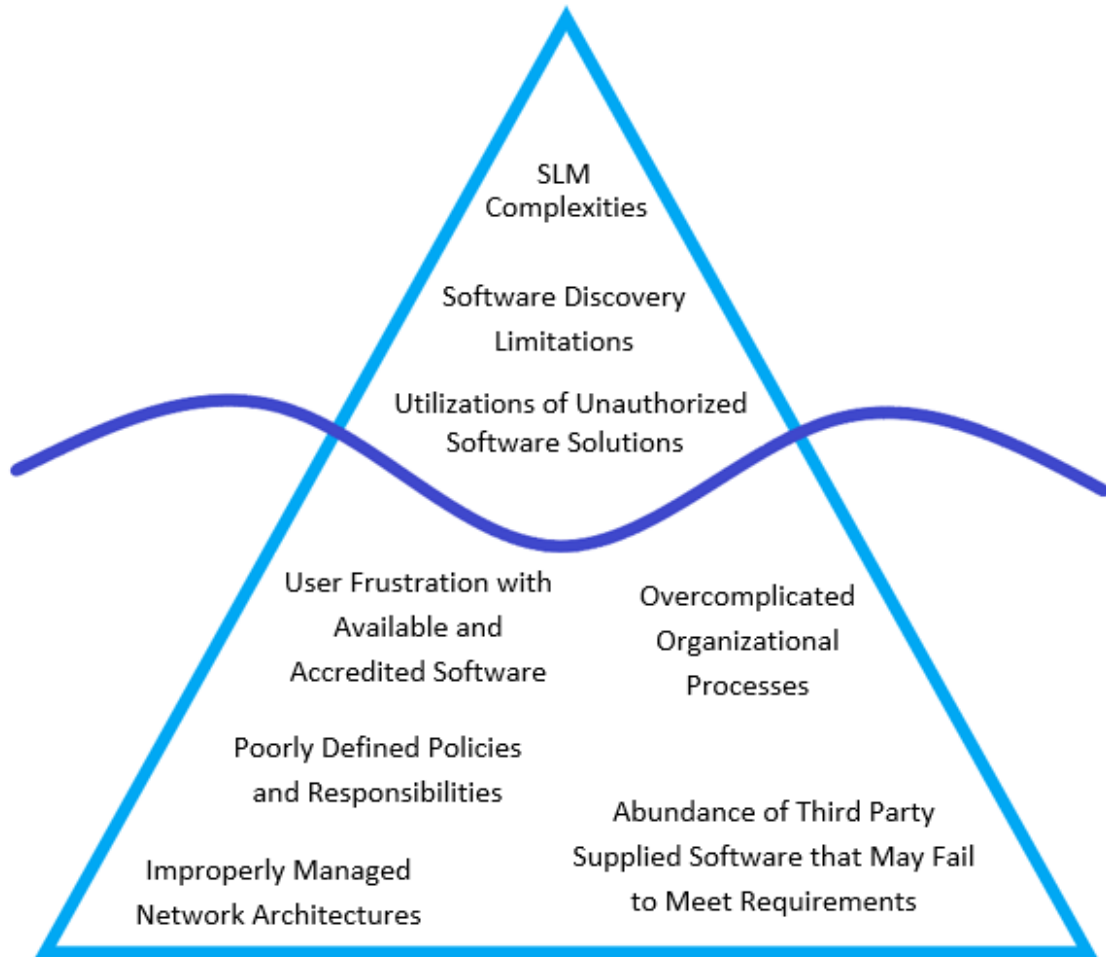 SLM
Complexities
Software Discovery
Limitations
Utilizations of Unauthorized
Software Solutions
User Frustration with
Available and
Accredited Software
Overcomplicated
Organizational
Processes
Poorly Defined Policies
and Responsibilities
Abundance of Third Party
Supplied Software that May Fail
to Meet Requirements
Improperly Managed
Network Architectures